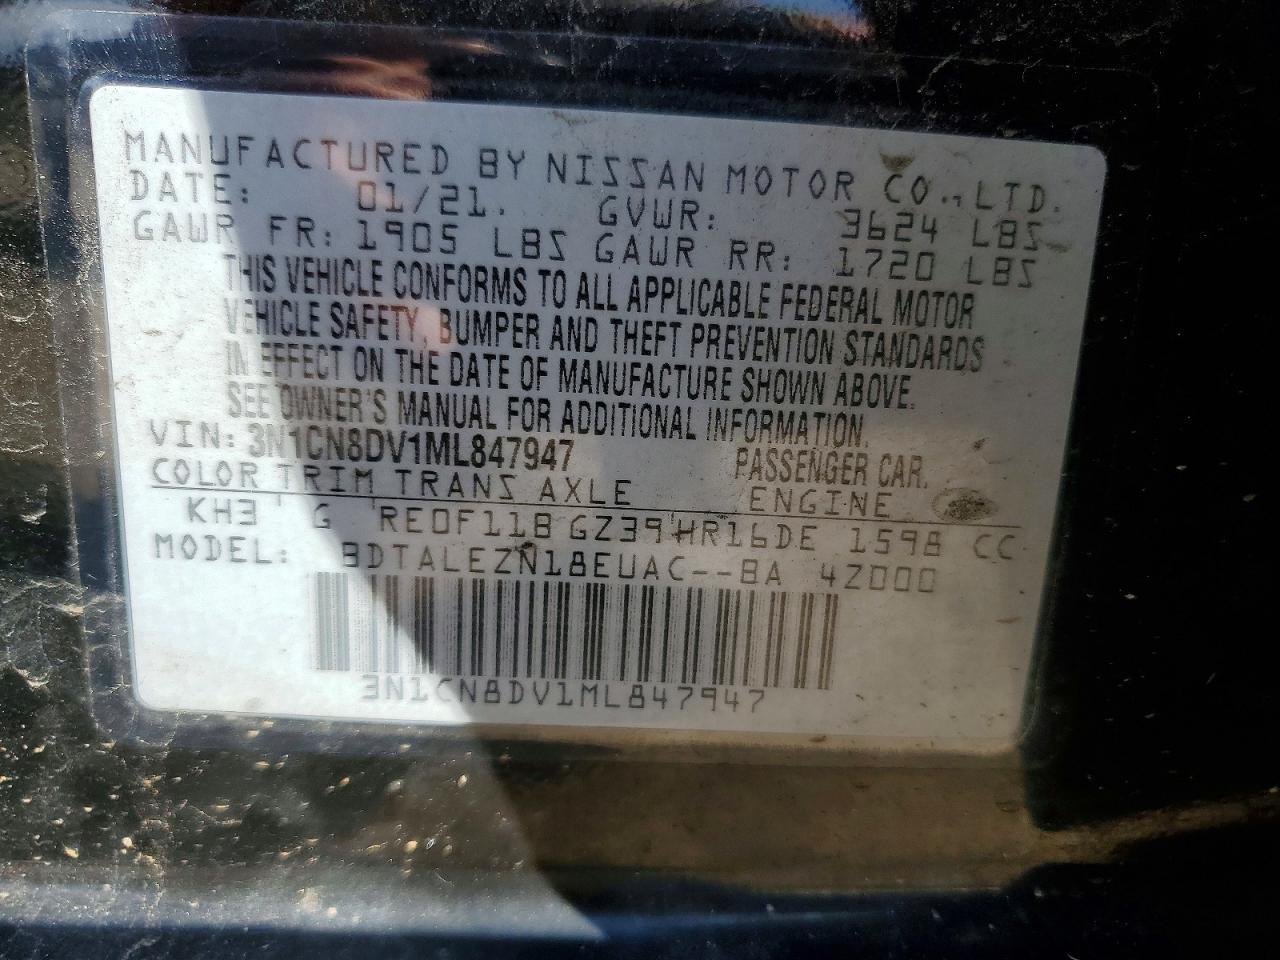 MANUFACTURED BY NISSAN MOTOR CO., LTD.
DATE: 01/21. GVWR: 3624 LBS
GAWR FR: 1905 LBS GAWR RR: 1720 LBS
THIS VEHICLE CONFORMS TO ALL APPLICABLE FEDERAL MOTOR
VEHICLE SAFETY, BUMPER AND THEFT PREVENTION STANDARDS
IN EFFECT ON THE DATE OF MANUFACTURE SHOWN ABOVE.
SEE OWNER'S MANUAL FOR ADDITIONAL INFORMATION.
VIN: 3N1CN8DV1ML847947 PASSENGER CAR.
COLOR TRIM TRANS AXLE ENGINE
KH3 G RE0F11B GZ39 HR16DE 1598 CC
MODEL: BDTALEZN18EUAC--BA 4Z000
3N1CN8DV1ML847947